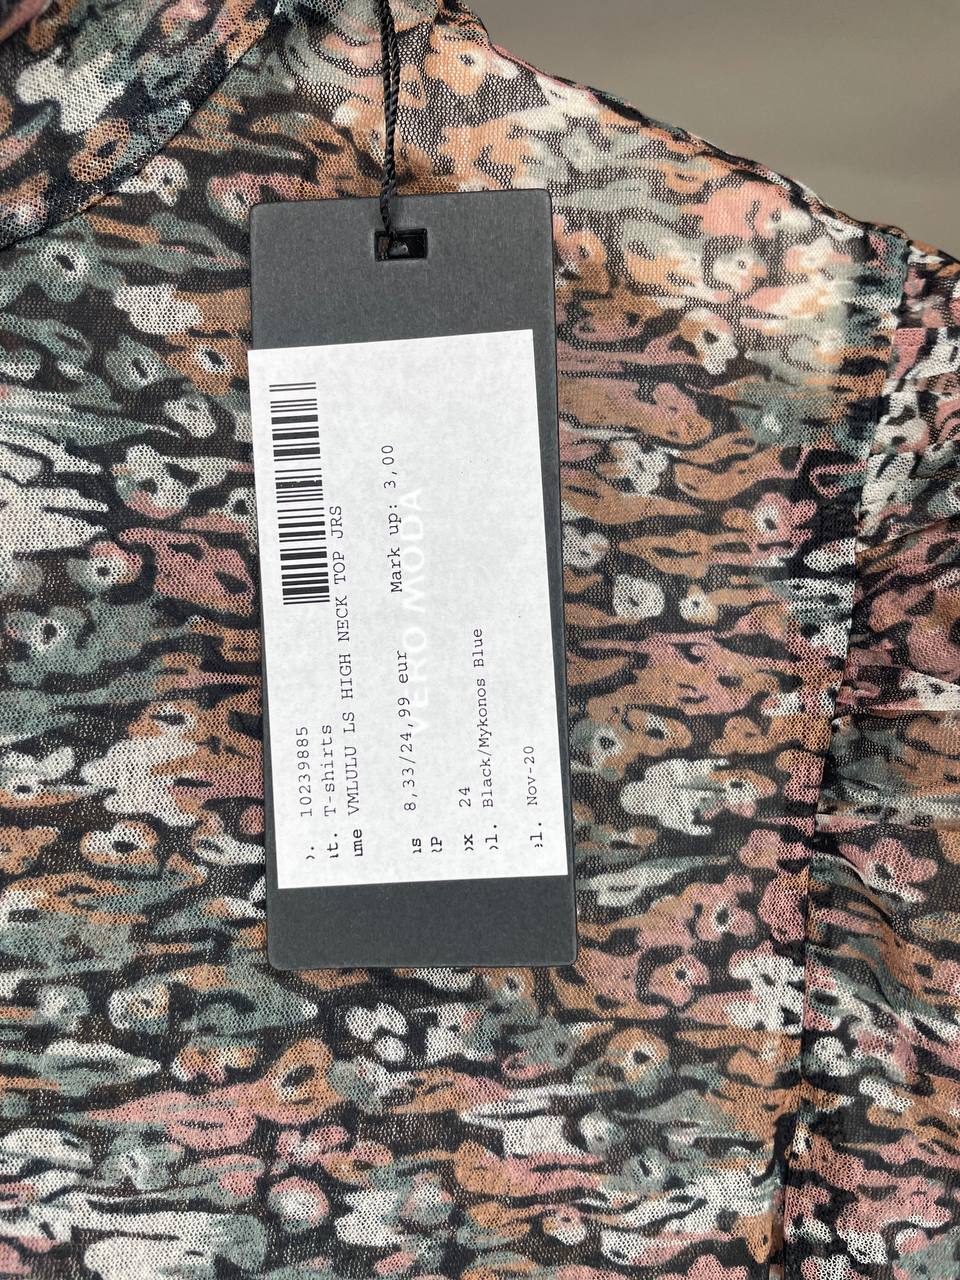 10239885
T-shirts
VMLULU LS HIGH NECK TOP JRS
8,33/24,99 eur Mark up: 3,00
24
Black/Mykonos Blue
Nov-20
VERO MODA